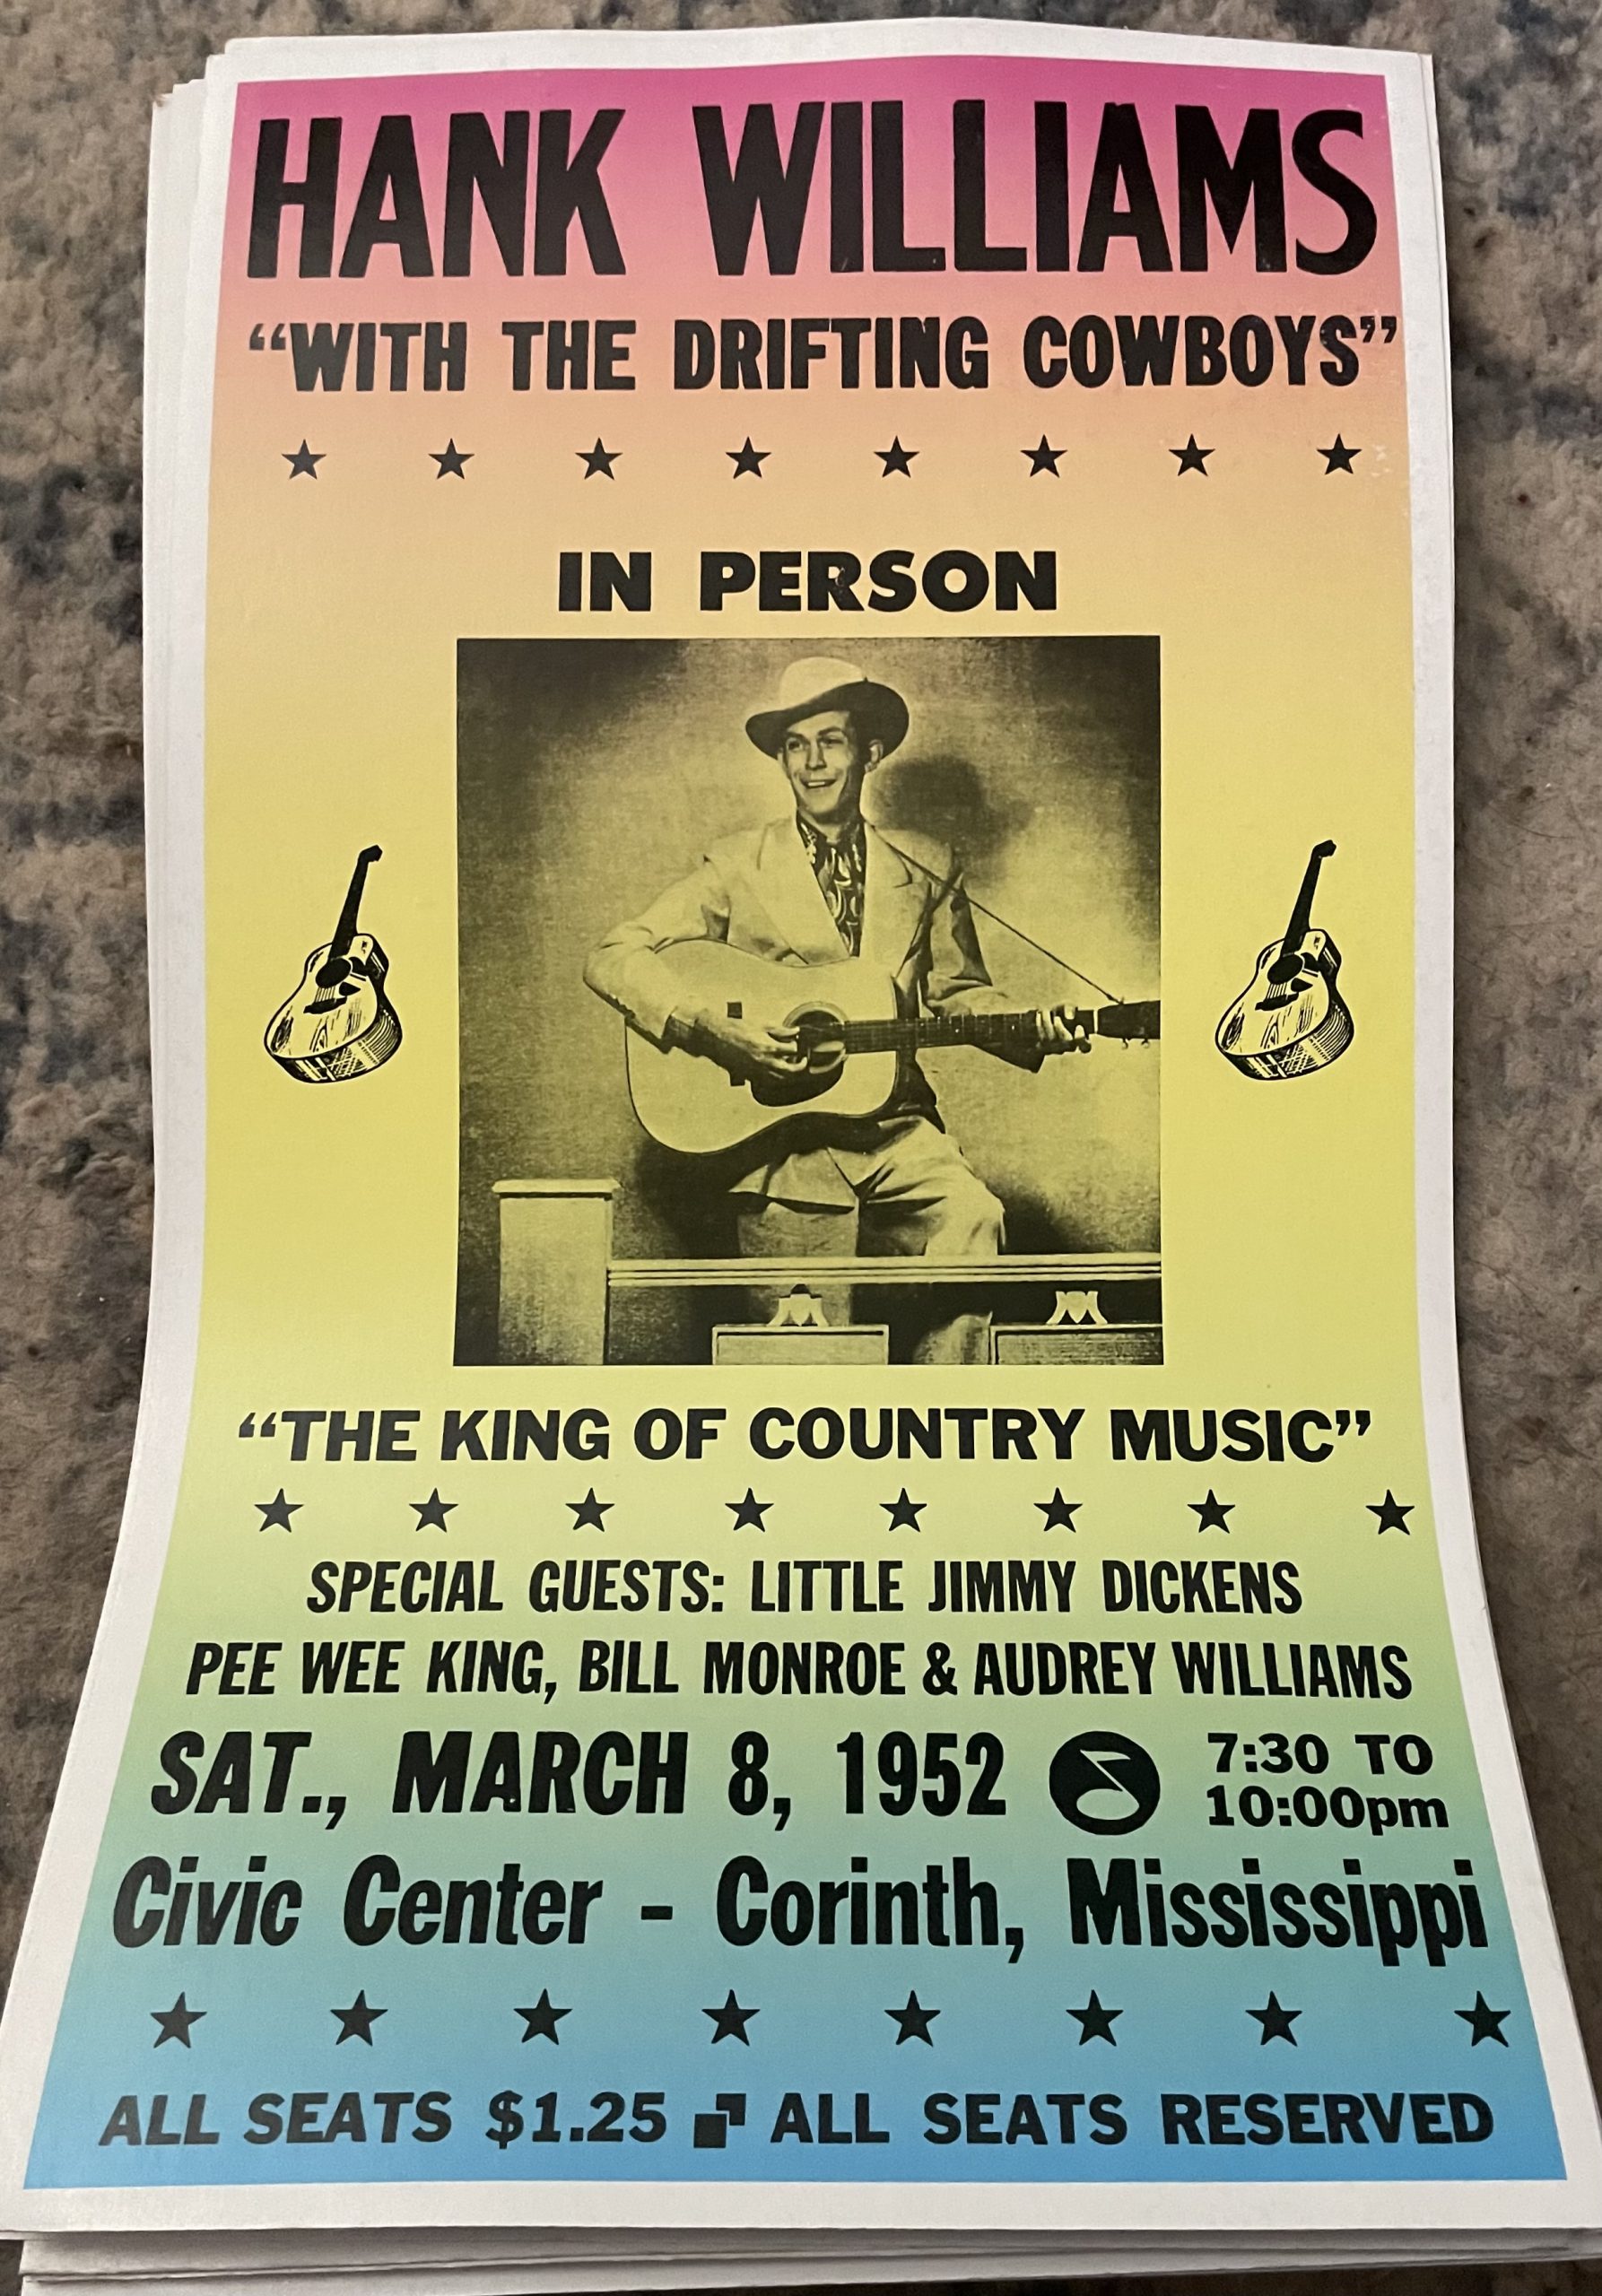 HANK WILLIAMS
“WITH THE DRIFTING COWBOYS”
IN PERSON
“THE KING OF COUNTRY MUSIC”
SPECIAL GUESTS: LITTLE JIMMY DICKENS
PEE WEE KING, BILL MONROE & AUDREY WILLIAMS
SAT., MARCH 8, 1952
7:30 TO
10:00pm
Civic Center - Corinth, Mississippi
ALL SEATS $1.25 ALL SEATS RESERVED